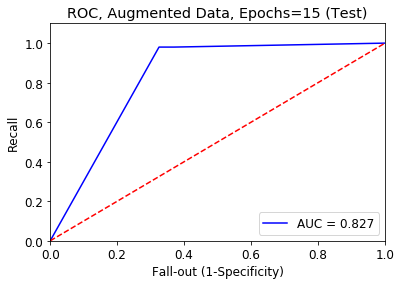 ROC, Augmented Data, Epochs=15 (Test)
1.0
0.8
0.6
0.4
0.2
0.0
Recall
AUC = 0.827
0.0 0.2 0.4 0.6 0.8 1.0
Fall-out (1-Specificity)